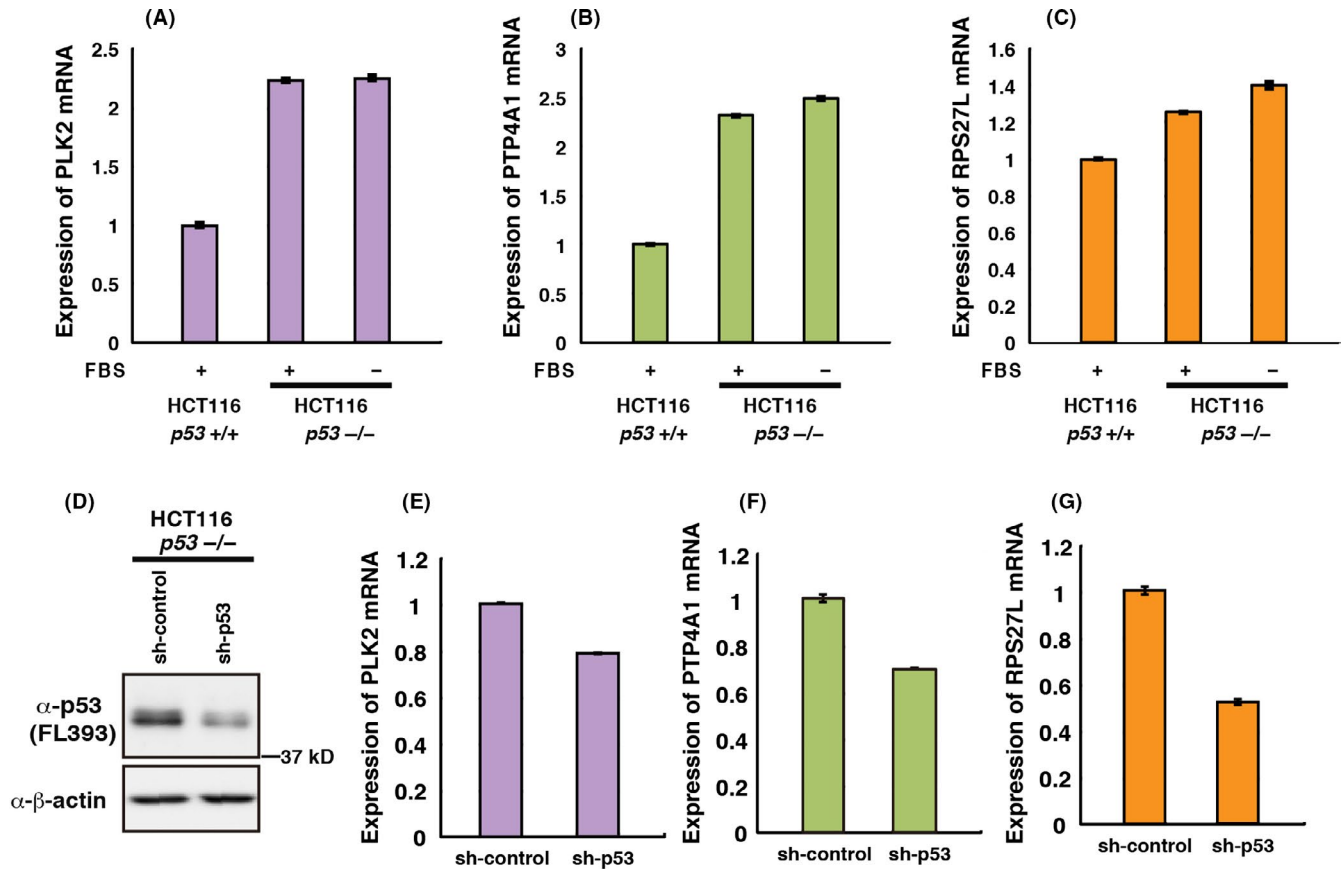 (A)
Expression of PLK2 mRNA
2.5
2
1.5
1
0.5
0
FBS + + –
HCT116 HCT116
p53 +/+ p53 –/–
(B)
Expression of PTP4A1 mRNA
3
2.5
2
1.5
1
0.5
0
+ + –
HCT116 HCT116
p53 +/+ p53 –/–
(C)
Expression of RPS27L mRNA
1.6
1.4
1.2
1
0.8
0.6
0.4
0.2
0
FBS + + –
HCT116 HCT116
p53 +/+ p53 –/–
(D)
HCT116
p53 –/–
sh-control
sh-p53
α-p53
(FL393)
37 kD
α-β-actin
(E)
Expression of PLK2 mRNA
1.2
1
0.8
0.6
0.4
0.2
0
sh-control sh-p53
(F)
Expression of PTP4A1 mRNA
1.2
1
0.8
0.6
0.4
0.2
0
sh-control sh-p53
(G)
Expression of RPS27L mRNA
1.2
1
0.8
0.6
0.4
0.2
0
sh-control sh-p53